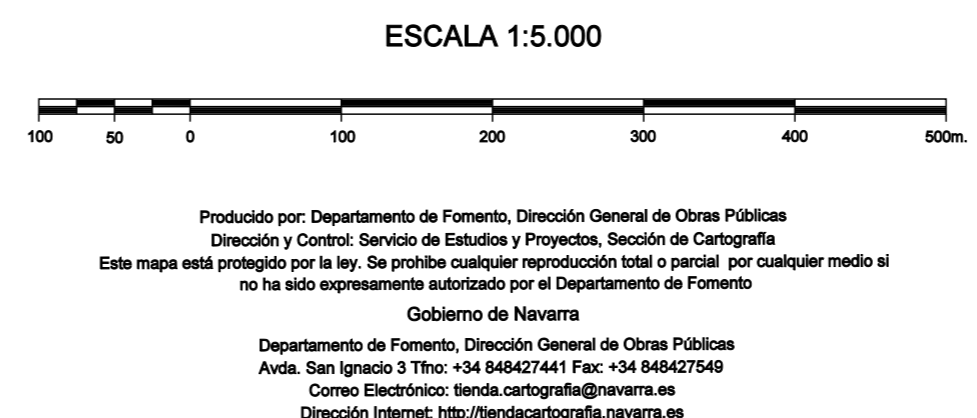 ESCALA 1:5.000
100 50 0 100 200 300 400 500m.
Producido por: Departamento de Fomento, Dirección General de Obras Públicas
Dirección y Control: Servicio de Estudios y Proyectos, Sección de Cartografía
Este mapa está protegido por la ley. Se prohibe cualquier reproducción total o parcial por cualquier medio si
no ha sido expresamente autorizado por el Departamento de Fomento
Gobierno de Navarra
Departamento de Fomento, Dirección General de Obras Públicas
Avda. San Ignacio 3 Tfno: +34 848427441 Fax: +34 848427549
Correo Electrónico: tienda.cartografia@navarra.es
Dirección Internet: http://tiendacartografia.navarra.es